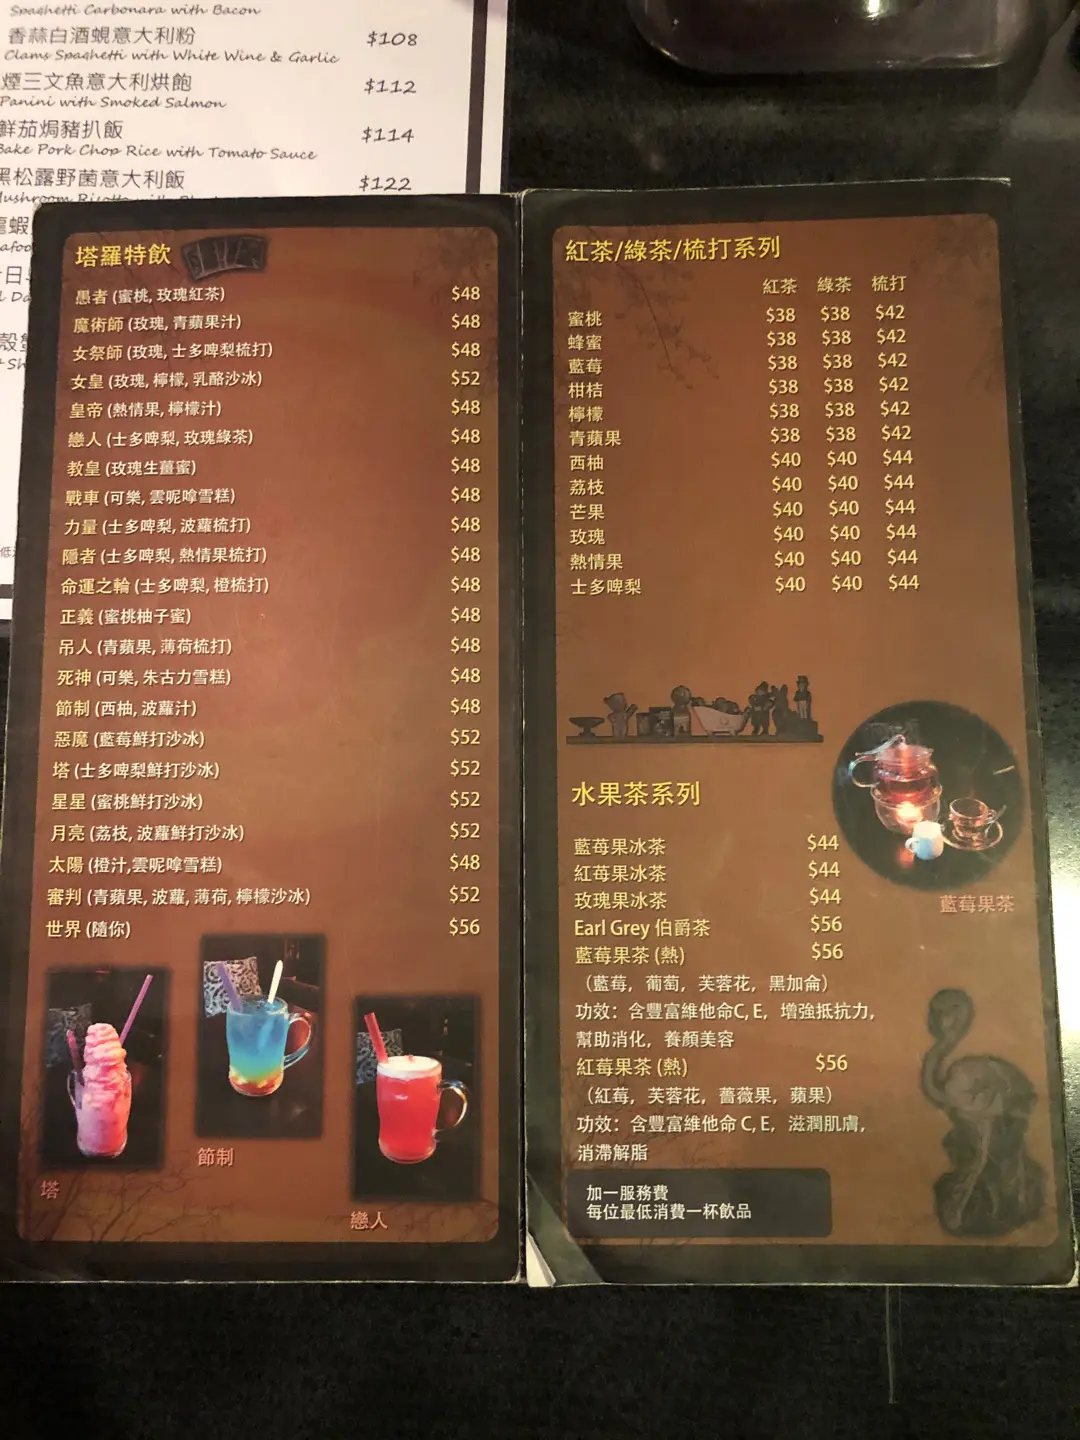 Spaghetti Carbonara with Bacon
香蒜白酒蜆意大利粉 $108
Clams Spaghetti with White Wine & Garlic
煙三文魚意大利烘飽 $112
Panini with Smoked Salmon
鮮茄焗豬扒飯 $114
Bake Pork Chop Rice with Tomato Sauce
黑松露野菌意大利飯 $122
塔羅特飲
愚者 (蜜桃, 玫瑰紅茶) $48
魔術師 (玫瑰, 青蘋果汁) $48
女祭師 (玫瑰, 士多啤梨梳打) $48
女皇 (玫瑰, 檸檬, 乳酪沙冰) $52
皇帝 (熱情果, 檸檬汁) $48
戀人 (士多啤梨, 玫瑰綠茶) $48
教皇 (玫瑰生薑蜜) $48
戰車 (可樂, 雲呢嗱雪糕) $48
力量 (士多啤梨, 波蘿梳打) $48
隱者 (士多啤梨, 熱情果梳打) $48
命運之輪 (士多啤梨, 橙梳打) $48
正義 (蜜桃柚子蜜) $48
吊人 (青蘋果, 薄荷梳打) $48
死神 (可樂, 朱古力雪糕) $48
節制 (西柚, 波蘿汁) $48
惡魔 (藍莓鮮打沙冰) $52
塔 (士多啤梨鮮打沙冰) $52
星星 (蜜桃鮮打沙冰) $52
月亮 (荔枝, 波蘿鮮打沙冰) $52
太陽 (橙汁,雲呢嗱雪糕) $48
審判 (青蘋果, 波蘿, 薄荷, 檸檬沙冰) $52
世界 (隨你) $56
塔
節制
戀人
紅茶/綠茶/梳打系列
紅茶 綠茶 梳打
蜜桃 $38 $38 $42
蜂蜜 $38 $38 $42
藍莓 $38 $38 $42
柑桔 $38 $38 $42
檸檬 $38 $38 $42
青蘋果 $38 $38 $42
西柚 $40 $40 $44
荔枝 $40 $40 $44
芒果 $40 $40 $44
玫瑰 $40 $40 $44
熱情果 $40 $40 $44
士多啤梨 $40 $40 $44
水果茶系列
藍莓果冰茶 $44
紅莓果冰茶 $44
玫瑰果冰茶 $44
Earl Grey 伯爵茶 $56
藍莓果茶 (熱) $56
（藍莓，葡萄，芙蓉花，黑加侖）
功效：含豐富維他命C, E，增強抵抗力，
幫助消化，養顏美容
紅莓果茶 (熱) $56
（紅莓，芙蓉花，薔薇果，蘋果）
功效：含豐富維他命 C, E，滋潤肌膚，
消滯解脂
藍莓果茶
加一服務費
每位最低消費一杯飲品